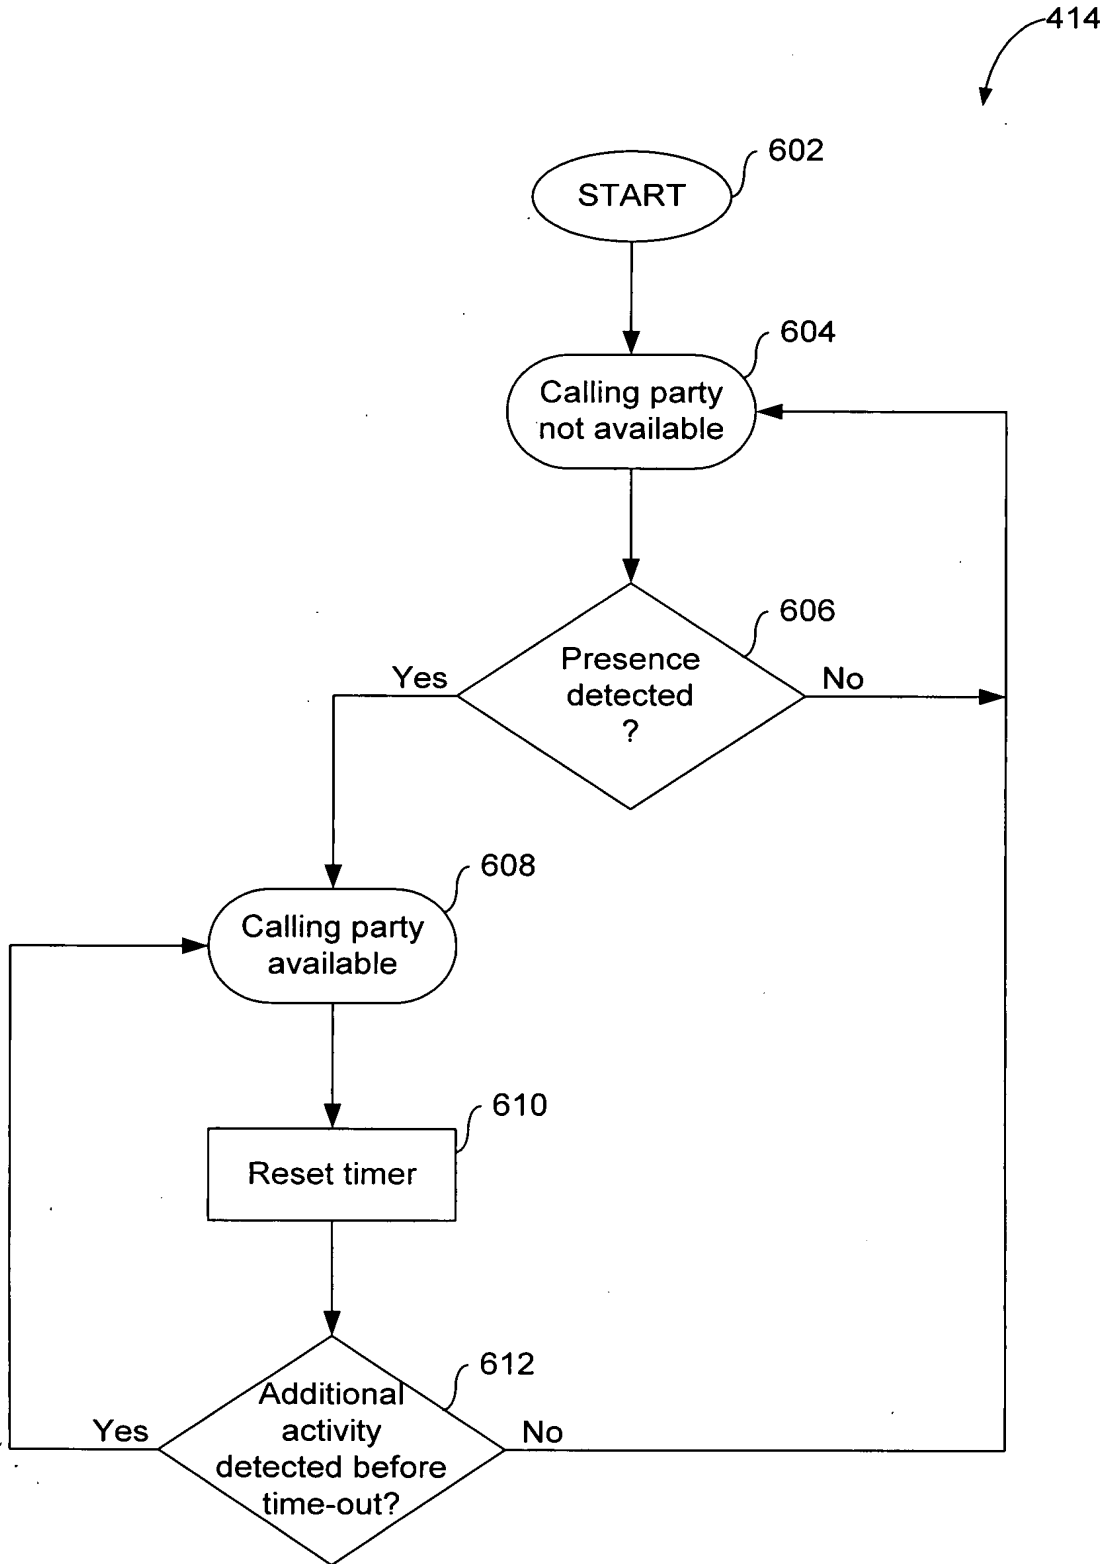 414
602
START
604
Calling party
not available
606
Presence
detected
?
Yes
No
608
Calling party
available
610
Reset timer
612
Additional
activity
detected before
time-out?
Yes
No